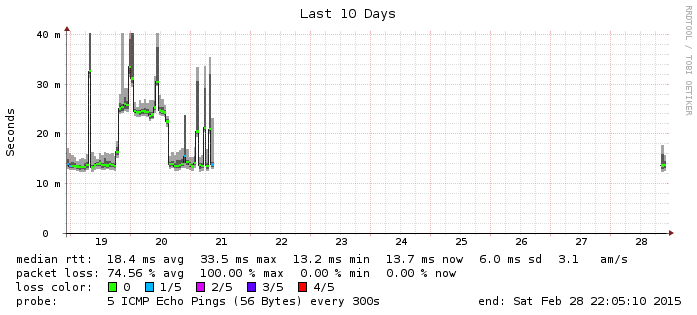 Last 10 Days
RRDTOOL / TOBI OETIKER
Seconds
40 m
30 m
20 m
10 m
0
19 20 21 22 23 24 25 26 27 28
median rtt: 18.4 ms avg 33.5 ms max 13.2 ms min 13.7 ms now 6.0 ms sd 3.1 am/s
packet loss: 74.56 % avg 100.00 % max 0.00 % min 0.00 % now
loss color: 0 1/5 2/5 3/5 4/5
probe: 5 ICMP Echo Pings (56 Bytes) every 300s end: Sat Feb 28 22:05:10 2015